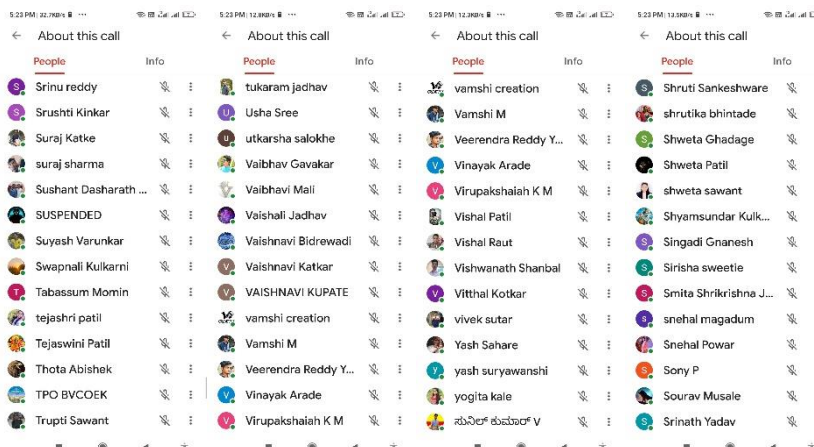 5:23 PM | 32.7KB/s
About this call
People
Info
Srinu reddy
Srushti Kinkar
Suraj Katke
suraj sharma
Sushant Dasharath ...
SUSPENDED
Suyash Varunkar
Swapnali Kulkarni
Tabassum Momin
tejashri patil
Tejaswini Patil
Thota Abishek
TPO BVCOEK
Trupti Sawant
5:23 PM | 12.8KB/s
About this call
People
Info
tukaram jadhav
Usha Sree
utkarsha salokhe
Vaibhav Gavakar
Vaibhavi Mali
Vaishali Jadhav
Vaishnavi Bidrewadi
Vaishnavi Katkar
VAISHNAVI KUPATE
vamshi creation
Vamshi M
Veerendra Reddy Y...
Vinayak Arade
Virupakshaiah K M
5:23 PM | 12.3KB/s
About this call
People
Info
vamshi creation
Vamshi M
Veerendra Reddy Y...
Vinayak Arade
Virupakshaiah K M
Vishal Patil
Vishal Raut
Vishwanath Shanbal
Vitthal Kotkar
vivek sutar
Yash Sahare
yash suryawanshi
yogita kale
ಸುನಿಲ್ ಕುಮಾರ್ V
5:23 PM | 13.5KB/s
About this call
People
Info
Shruti Sankeshware
shrutika bhintade
Shweta Ghadage
Shweta Patil
shweta sawant
Shyamsundar Kulk...
Singadi Gnanesh
Sirisha sweetie
Smita Shrikrishna J...
snehal magadum
Snehal Powar
Sony P
Sourav Musale
Srinath Yadav